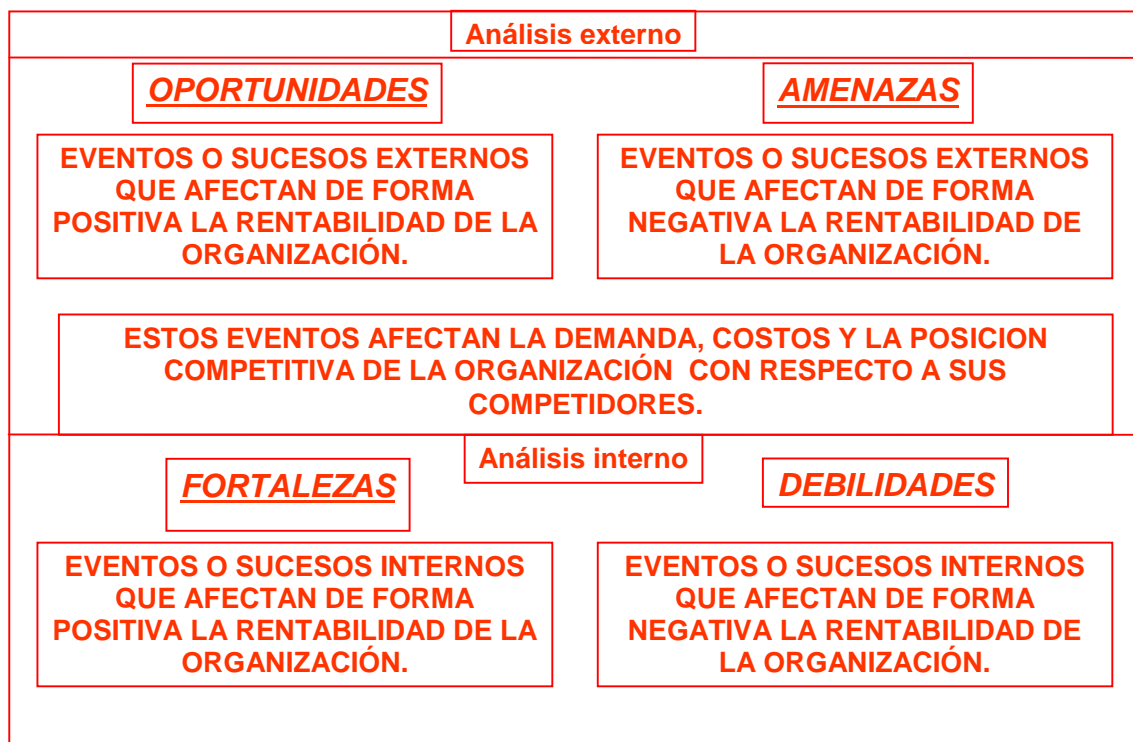 Análisis externo
OPORTUNIDADES
AMENAZAS
EVENTOS O SUCESOS EXTERNOS
QUE AFECTAN DE FORMA
POSITIVA LA RENTABILIDAD DE LA
ORGANIZACIÓN.
EVENTOS O SUCESOS EXTERNOS
QUE AFECTAN DE FORMA
NEGATIVA LA RENTABILIDAD DE
LA ORGANIZACIÓN.
ESTOS EVENTOS AFECTAN LA DEMANDA, COSTOS Y LA POSICION
COMPETITIVA DE LA ORGANIZACIÓN CON RESPECTO A SUS
COMPETIDORES.
Análisis interno
FORTALEZAS
DEBILIDADES
EVENTOS O SUCESOS INTERNOS
QUE AFECTAN DE FORMA
POSITIVA LA RENTABILIDAD DE LA
ORGANIZACIÓN.
EVENTOS O SUCESOS INTERNOS
QUE AFECTAN DE FORMA
NEGATIVA LA RENTABILIDAD DE
LA ORGANIZACIÓN.